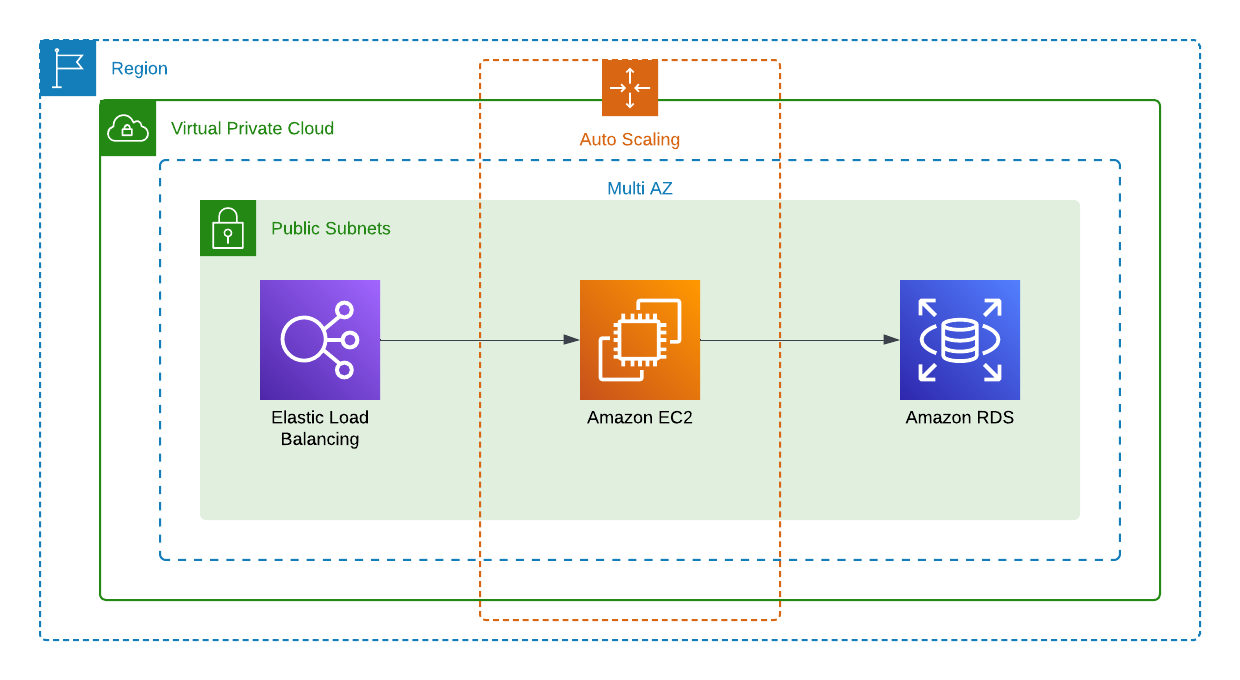 Region
Virtual Private Cloud
Auto Scaling
Multi AZ
Public Subnets
Elastic Load
Balancing
Amazon EC2
Amazon RDS